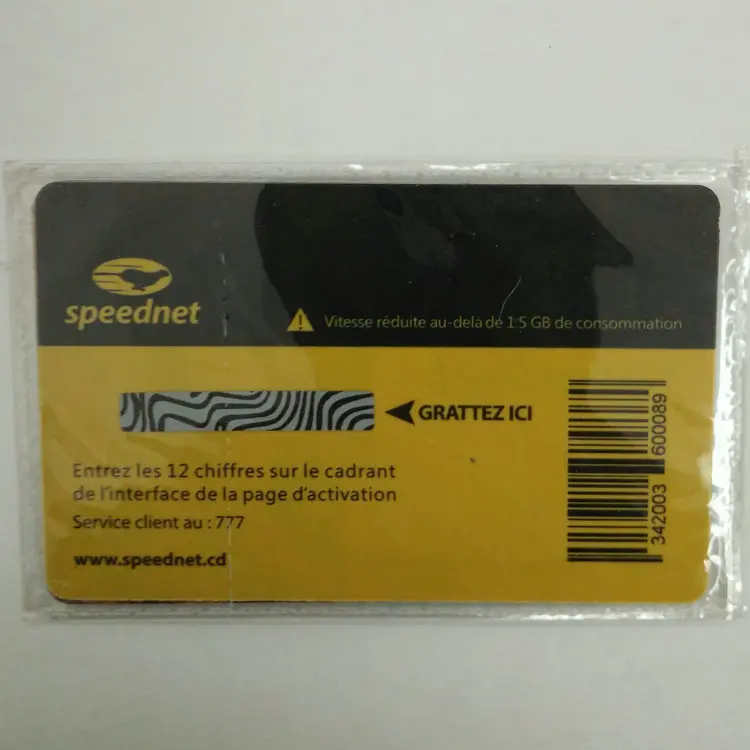 speednet
Vitesse réduite au-delà de 1.5 GB de consommation
GRATTEZ ICI
Entrez les 12 chiffres sur le cadrant
de l'interface de la page d'activation
Service client au : 777
www.speednet.cd
342003 600089